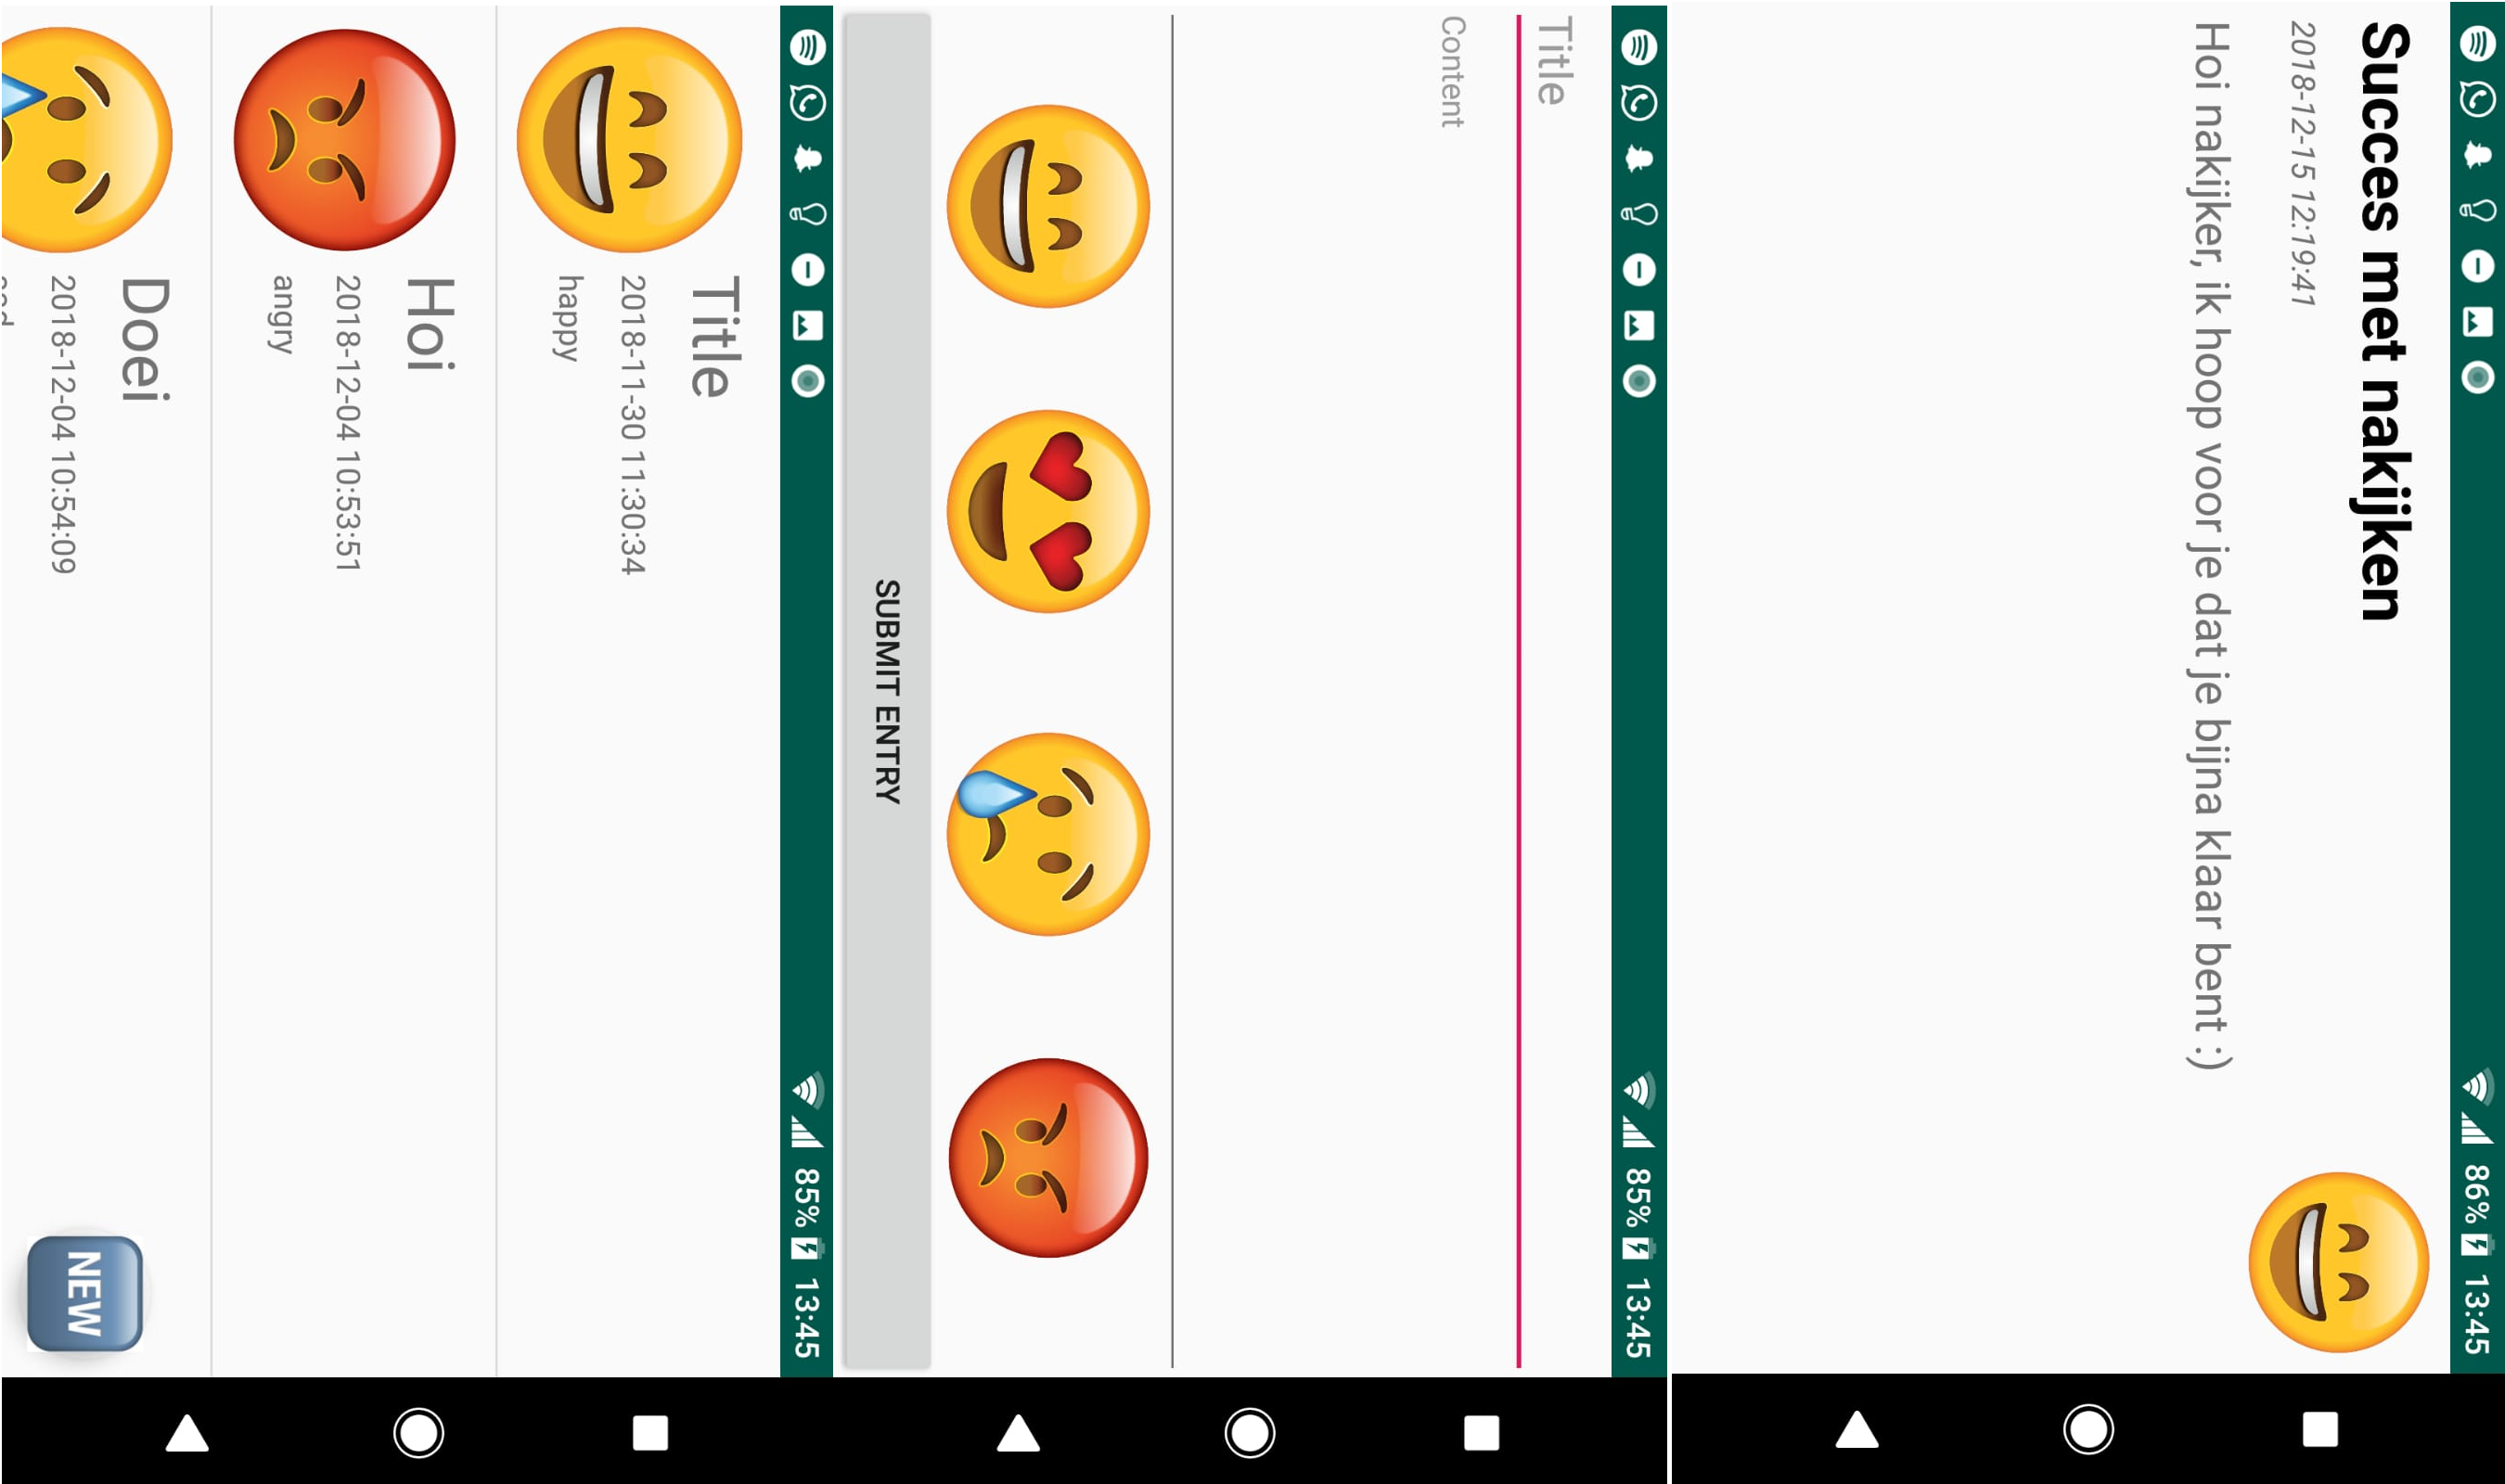 85% 13:45
Title
2018-11-30 11:30:34
happy
Hoi
2018-12-04 10:53:51
angry
Doei
2018-12-04 10:54:09
NEW
85% 13:45
Title
Content
SUBMIT ENTRY
86% 13:45
Succes met nakijken
2018-12-15 12:19:41
Hoi nakijker, ik hoop voor je dat je bijna klaar bent :)